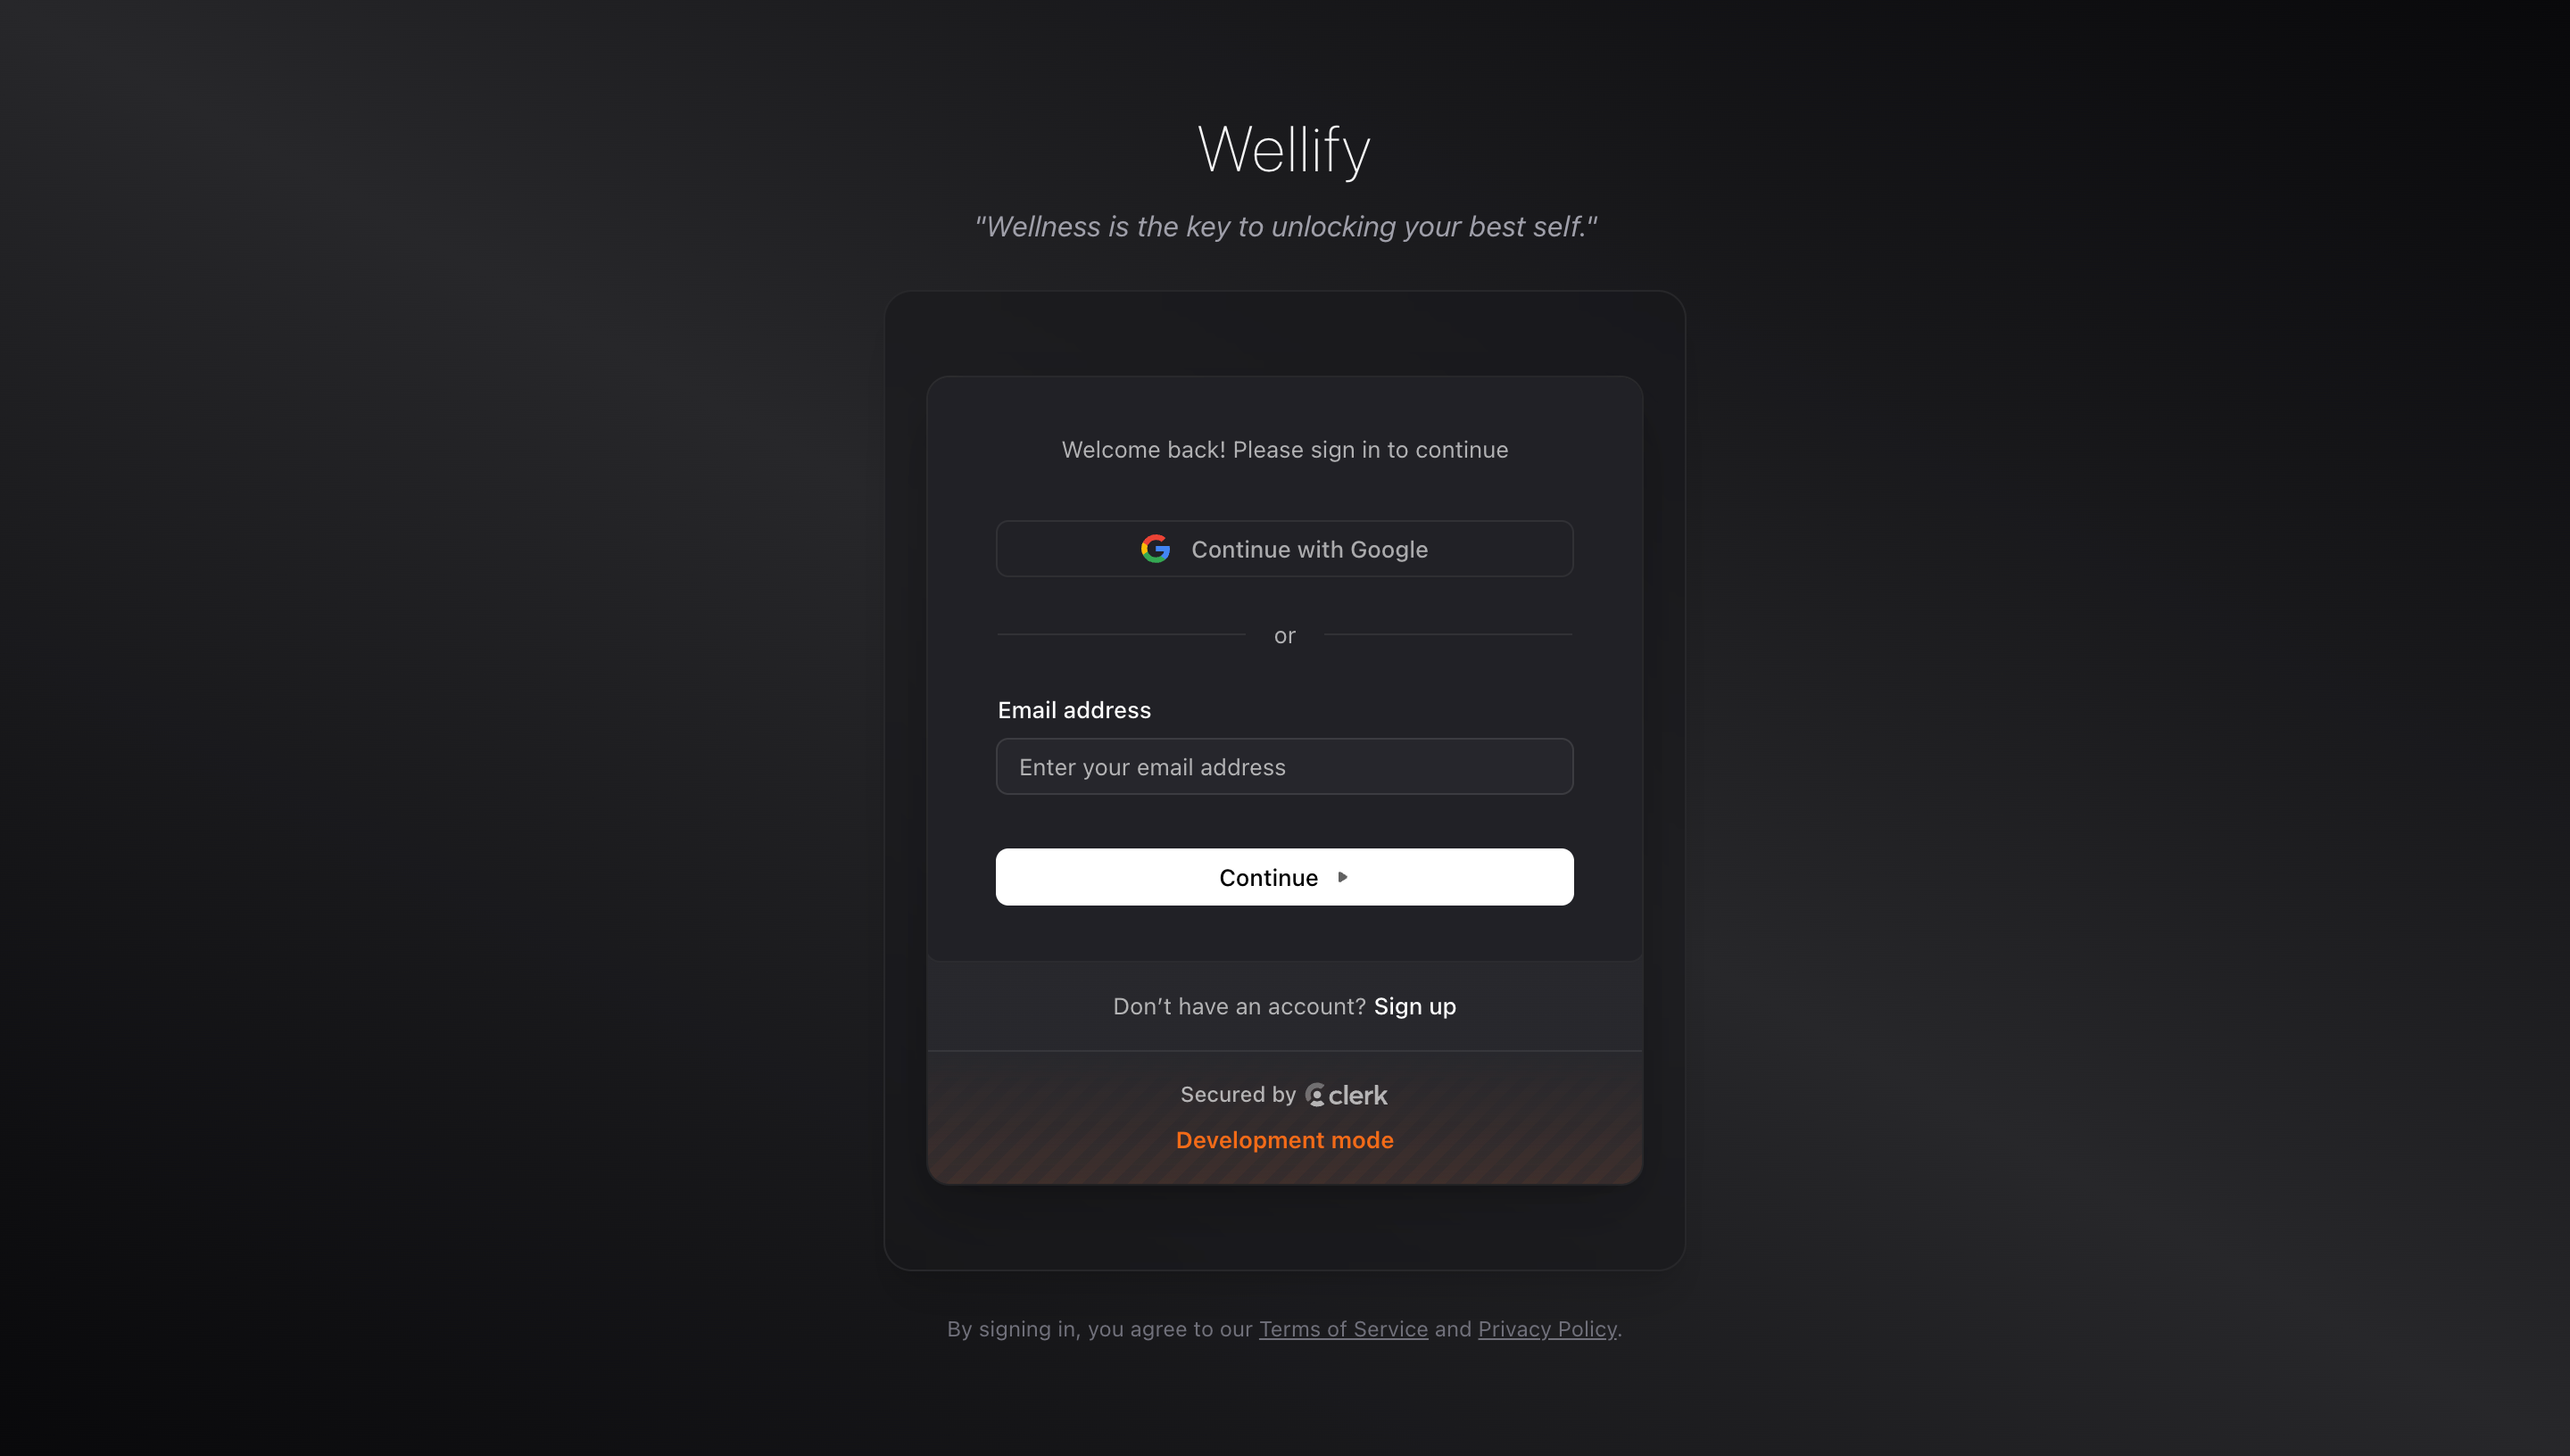 Wellify
"Wellness is the key to unlocking your best self."
Welcome back! Please sign in to continue
Continue with Google
or
Email address
Enter your email address
Continue
Don’t have an account? Sign up
Secured by clerk
Development mode
By signing in, you agree to our Terms of Service and Privacy Policy.